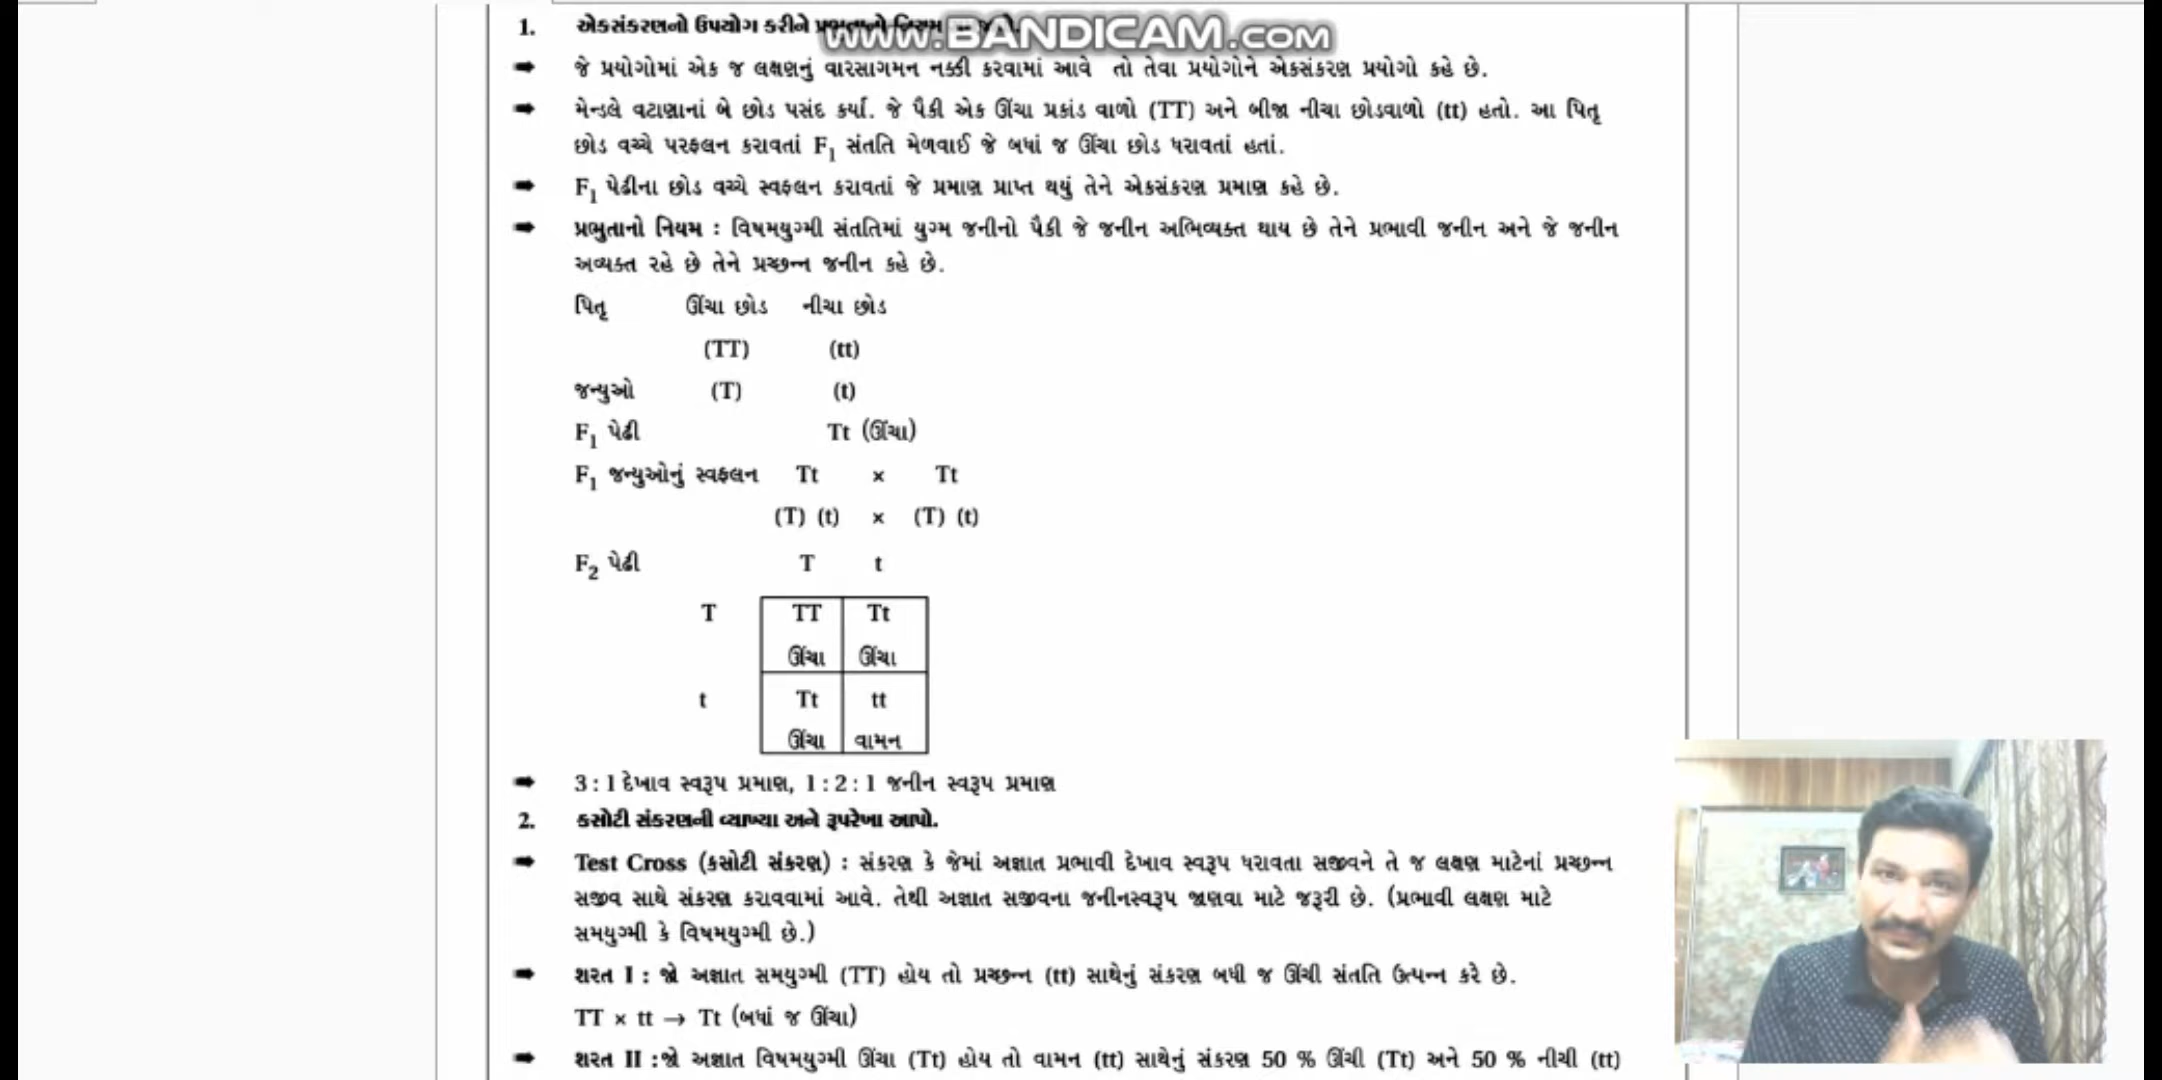 1. એકસંકરણનો ઉપયોગ કરીને પ્રભુતાનો નિયમ
WWW.BANDICAM.COM
➡ જે પ્રયોગોમાં એક જ લક્ષણનું વારસાગમન નક્કી કરવામાં આવે તો તેવા પ્રયોગોને એકસંકરણ પ્રયોગો કહે છે.
➡ મેન્ડલે વટાણાનાં બે છોડ પસંદ કર્યા. જે પૈકી એક ઊંચા પ્રકાંડ વાળો (TT) અને બીજા નીચા છોડવાળો (tt) હતો. આ પિતૃ
છોડ વચ્ચે પરફલન કરાવતાં F1 સંતતિ મેળવાઈ જે બધાં જ ઊંચા છોડ ધરાવતાં હતાં.
➡ F1 પેઢીના છોડ વચ્ચે સ્વફલન કરાવતાં જે પ્રમાણ પ્રાપ્ત થયું તેને એકસંકરણ પ્રમાણ કહે છે.
➡ પ્રભુતાનો નિયમ : વિષમયુગ્મી સંતતિમાં યુગ્મ જનીનો પૈકી જે જનીન અભિવ્યક્ત થાય છે તેને પ્રભાવી જનીન અને જે જનીન
અવ્યક્ત રહે છે તેને પ્રચ્છન્ન જનીન કહે છે.
પિતૃ ઊંચા છોડ નીચા છોડ
(TT) (tt)
જન્યુઓ (T) (t)
F1 પેઢી Tt (ઊંચા)
F1 જન્યુઓનું સ્વફલન Tt × Tt
(T) (t) × (T) (t)
F2 પેઢી T t
T TT Tt
ઊંચા ઊંચા
t Tt tt
ઊંચા વામન
➡ 3 : 1 દેખાવ સ્વરૂપ પ્રમાણ, 1 : 2 : 1 જનીન સ્વરૂપ પ્રમાણ
2. કસોટી સંકરણની વ્યાખ્યા અને રૂપરેખા આપો.
➡ Test Cross (કસોટી સંકરણ) : સંકરણ કે જેમાં અજ્ઞાત પ્રભાવી દેખાવ સ્વરૂપ ધરાવતા સજીવને તે જ લક્ષણ માટેનાં પ્રચ્છન્ન
સજીવ સાથે સંકરણ કરાવવામાં આવે. તેથી અજ્ઞાત સજીવના જનીનસ્વરૂપ જાણવા માટે જરૂરી છે. (પ્રભાવી લક્ષણ માટે
સમયુગ્મી કે વિષમયુગ્મી છે.)
➡ શરત I : જો અજ્ઞાત સમયુગ્મી (TT) હોય તો પ્રચ્છન્ન (tt) સાથેનું સંકરણ બધી જ ઊંચી સંતતિ ઉત્પન્ન કરે છે.
TT × tt → Tt (બધાં જ ઊંચા)
➡ શરત II :જો અજ્ઞાત વિષમયુગ્મી ઊંચા (Tt) હોય તો વામન (tt) સાથેનું સંકરણ 50 % ઊંચી (Tt) અને 50 % નીચી (tt)